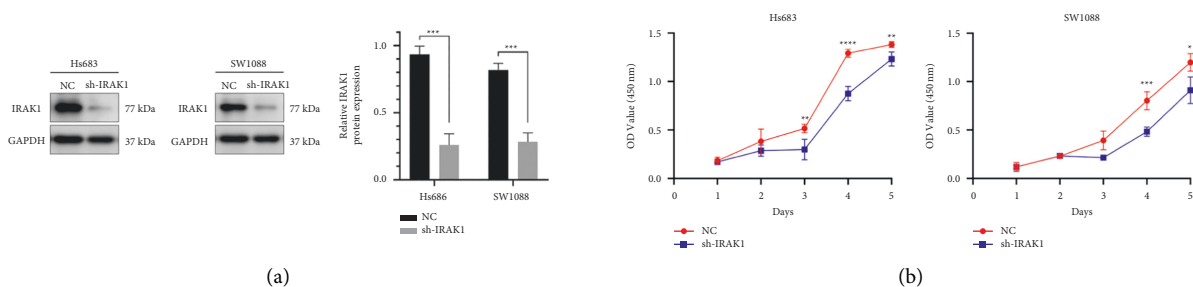 Hs683
NC sh-IRAK1
IRAK1 77 kDa
GAPDH 37 kDa
SW1088
NC sh-IRAK1
IRAK1 77 kDa
GAPDH 37 kDa
Relative IRAK1
protein expression
1.0
0.5
0.0
***
***
Hs686 SW1088
NC
sh-IRAK1
(a)
Hs683
OD Value (450 nm)
1.5
1.0
0.5
0.0
**
****
**
0 1 2 3 4 5
Days
NC
sh-IRAK1
SW1088
OD Value (450 nm)
1.5
1.0
0.5
0.0
***
*
0 1 2 3 4 5
Days
NC
sh-IRAK1
(b)